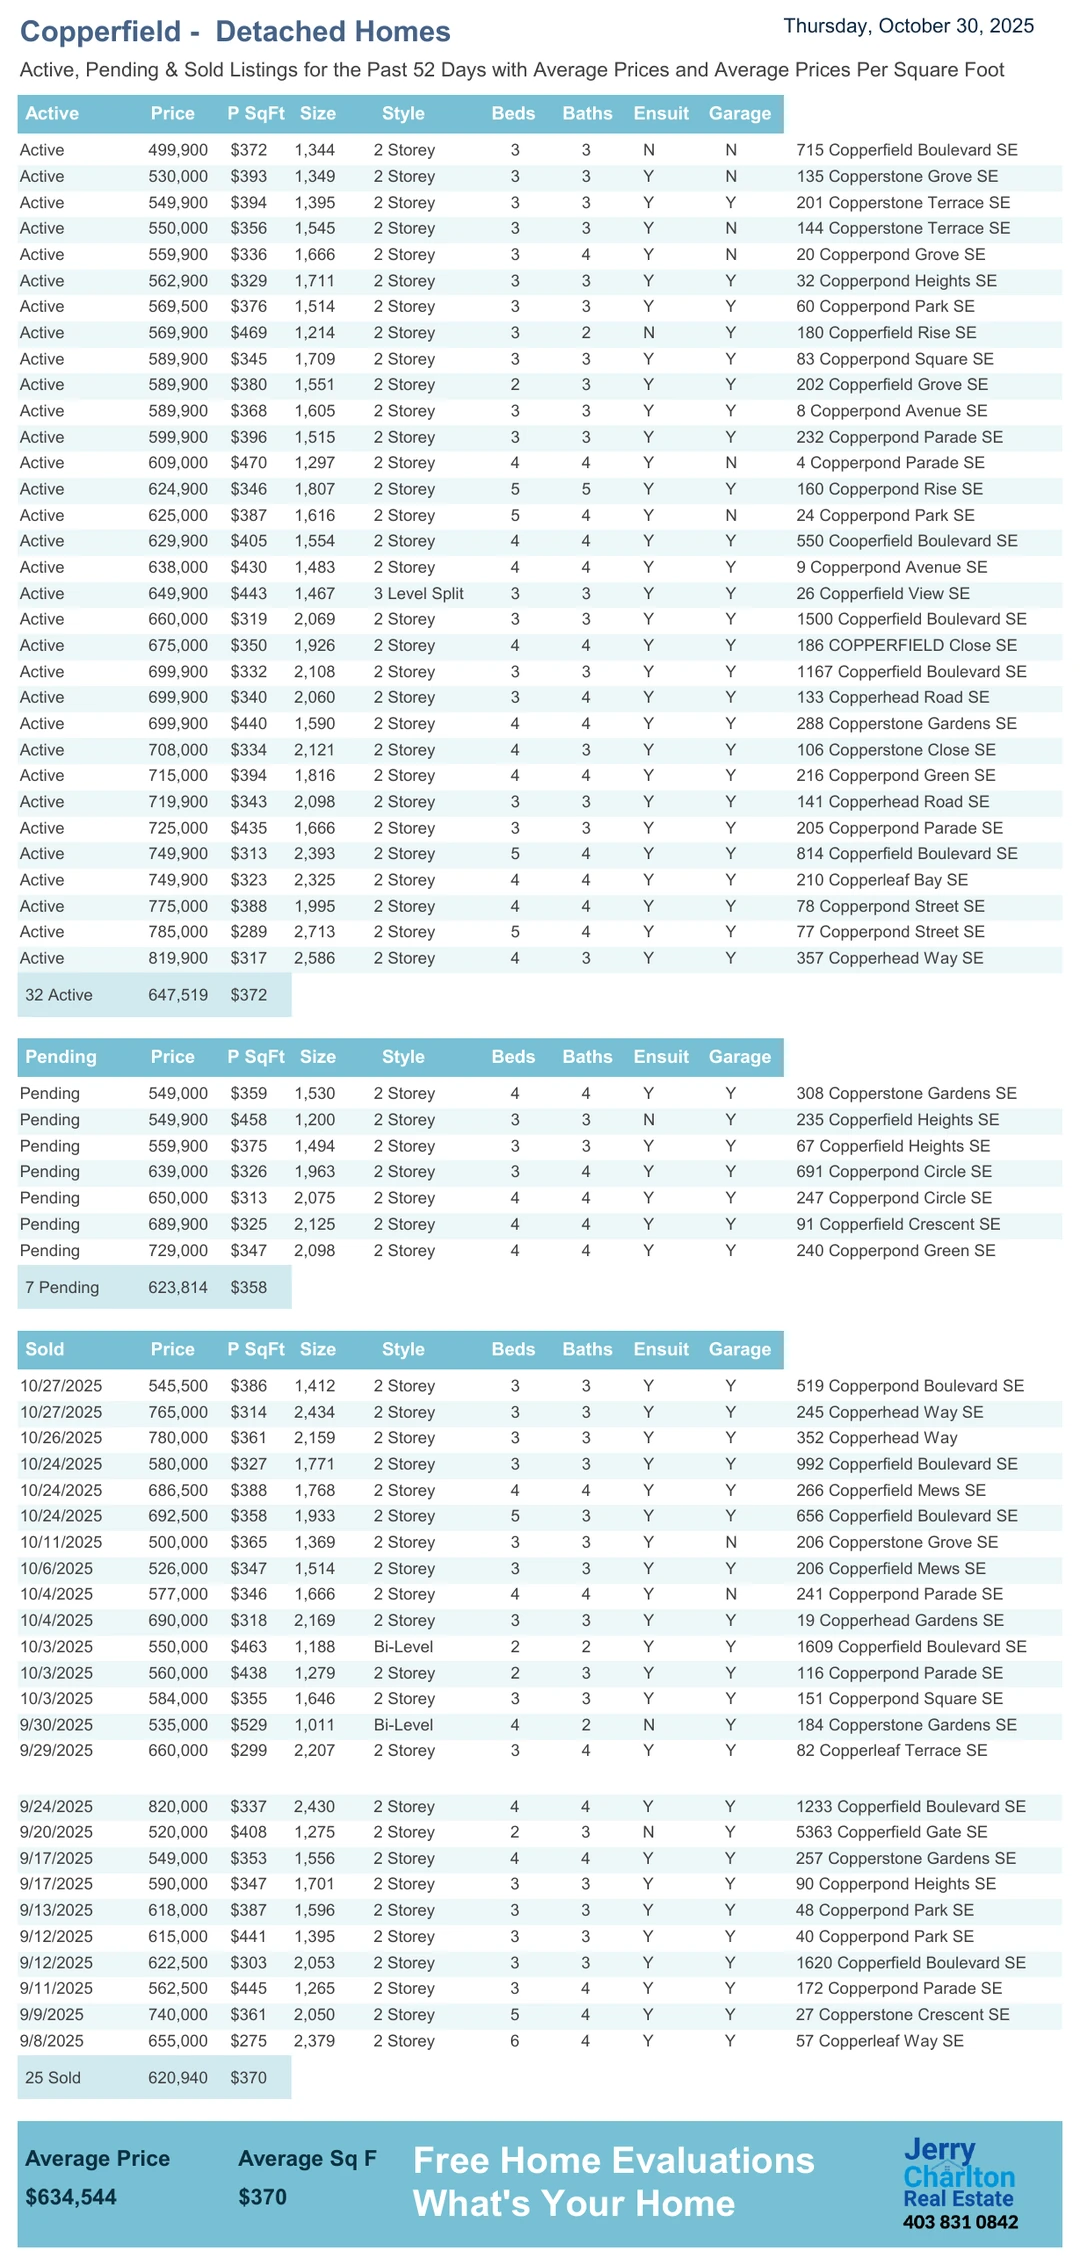 Copperfield - Detached Homes
Thursday, October 30, 2025
Active, Pending & Sold Listings for the Past 52 Days with Average Prices and Average Prices Per Square Foot
Active Price P SqFt Size Style Beds Baths Ensuit Garage
Active 499,900 $372 1,344 2 Storey 3 3 N N 715 Copperfield Boulevard SE
Active 530,000 $393 1,349 2 Storey 3 3 Y N 135 Copperstone Grove SE
Active 549,900 $394 1,395 2 Storey 3 3 Y Y 201 Copperstone Terrace SE
Active 550,000 $356 1,545 2 Storey 3 3 Y N 144 Copperstone Terrace SE
Active 559,900 $336 1,666 2 Storey 3 4 Y N 20 Copperpond Grove SE
Active 562,900 $329 1,711 2 Storey 3 3 Y Y 32 Copperpond Heights SE
Active 569,500 $376 1,514 2 Storey 3 3 Y Y 60 Copperpond Park SE
Active 569,900 $469 1,214 2 Storey 3 2 N Y 180 Copperfield Rise SE
Active 589,900 $345 1,709 2 Storey 3 3 Y Y 83 Copperpond Square SE
Active 589,900 $380 1,551 2 Storey 2 3 Y Y 202 Copperfield Grove SE
Active 589,900 $368 1,605 2 Storey 3 3 Y Y 8 Copperpond Avenue SE
Active 599,900 $396 1,515 2 Storey 3 3 Y Y 232 Copperpond Parade SE
Active 609,000 $470 1,297 2 Storey 4 4 Y N 4 Copperpond Parade SE
Active 624,900 $346 1,807 2 Storey 5 5 Y Y 160 Copperpond Rise SE
Active 625,000 $387 1,616 2 Storey 5 4 Y N 24 Copperpond Park SE
Active 629,900 $405 1,554 2 Storey 4 4 Y Y 550 Cooperfield Boulevard SE
Active 638,000 $430 1,483 2 Storey 4 4 Y Y 9 Copperpond Avenue SE
Active 649,900 $443 1,467 3 Level Split 3 3 Y Y 26 Copperfield View SE
Active 660,000 $319 2,069 2 Storey 3 3 Y Y 1500 Copperfield Boulevard SE
Active 675,000 $350 1,926 2 Storey 4 4 Y Y 186 COPPERFIELD Close SE
Active 699,900 $332 2,108 2 Storey 3 3 Y Y 1167 Copperfield Boulevard SE
Active 699,900 $340 2,060 2 Storey 3 4 Y Y 133 Copperhead Road SE
Active 699,900 $440 1,590 2 Storey 4 4 Y Y 288 Copperstone Gardens SE
Active 708,000 $334 2,121 2 Storey 4 3 Y Y 106 Copperstone Close SE
Active 715,000 $394 1,816 2 Storey 4 4 Y Y 216 Copperpond Green SE
Active 719,900 $343 2,098 2 Storey 3 3 Y Y 141 Copperhead Road SE
Active 725,000 $435 1,666 2 Storey 3 3 Y Y 205 Copperpond Parade SE
Active 749,900 $313 2,393 2 Storey 5 4 Y Y 814 Copperfield Boulevard SE
Active 749,900 $323 2,325 2 Storey 4 4 Y Y 210 Copperleaf Bay SE
Active 775,000 $388 1,995 2 Storey 4 4 Y Y 78 Copperpond Street SE
Active 785,000 $289 2,713 2 Storey 5 4 Y Y 77 Copperpond Street SE
Active 819,900 $317 2,586 2 Storey 4 3 Y Y 357 Copperhead Way SE
32 Active 647,519 $372
Pending Price P SqFt Size Style Beds Baths Ensuit Garage
Pending 549,000 $359 1,530 2 Storey 4 4 Y Y 308 Copperstone Gardens SE
Pending 549,900 $458 1,200 2 Storey 3 3 N Y 235 Copperfield Heights SE
Pending 559,900 $375 1,494 2 Storey 3 3 Y Y 67 Copperfield Heights SE
Pending 639,000 $326 1,963 2 Storey 3 4 Y Y 691 Copperpond Circle SE
Pending 650,000 $313 2,075 2 Storey 4 4 Y Y 247 Copperpond Circle SE
Pending 689,900 $325 2,125 2 Storey 4 4 Y Y 91 Copperfield Crescent SE
Pending 729,000 $347 2,098 2 Storey 4 4 Y Y 240 Copperpond Green SE
7 Pending 623,814 $358
Sold Price P SqFt Size Style Beds Baths Ensuit Garage
10/27/2025 545,500 $386 1,412 2 Storey 3 3 Y Y 519 Copperpond Boulevard SE
10/27/2025 765,000 $314 2,434 2 Storey 3 3 Y Y 245 Copperhead Way SE
10/26/2025 780,000 $361 2,159 2 Storey 3 3 Y Y 352 Copperhead Way
10/24/2025 580,000 $327 1,771 2 Storey 3 3 Y Y 992 Copperfield Boulevard SE
10/24/2025 686,500 $388 1,768 2 Storey 4 4 Y Y 266 Copperfield Mews SE
10/24/2025 692,500 $358 1,933 2 Storey 5 3 Y Y 656 Copperfield Boulevard SE
10/11/2025 500,000 $365 1,369 2 Storey 3 3 Y N 206 Copperstone Grove SE
10/6/2025 526,000 $347 1,514 2 Storey 3 3 Y Y 206 Copperfield Mews SE
10/4/2025 577,000 $346 1,666 2 Storey 4 4 Y N 241 Copperpond Parade SE
10/4/2025 690,000 $318 2,169 2 Storey 3 3 Y Y 19 Copperhead Gardens SE
10/3/2025 550,000 $463 1,188 Bi-Level 2 2 Y Y 1609 Copperfield Boulevard SE
10/3/2025 560,000 $438 1,279 2 Storey 2 3 Y Y 116 Copperpond Parade SE
10/3/2025 584,000 $355 1,646 2 Storey 3 3 Y Y 151 Copperpond Square SE
9/30/2025 535,000 $529 1,011 Bi-Level 4 2 N Y 184 Copperstone Gardens SE
9/29/2025 660,000 $299 2,207 2 Storey 3 4 Y Y 82 Copperleaf Terrace SE
9/24/2025 820,000 $337 2,430 2 Storey 4 4 Y Y 1233 Copperfield Boulevard SE
9/20/2025 520,000 $408 1,275 2 Storey 2 3 N Y 5363 Copperfield Gate SE
9/17/2025 549,000 $353 1,556 2 Storey 4 4 Y Y 257 Copperstone Gardens SE
9/17/2025 590,000 $347 1,701 2 Storey 3 3 Y Y 90 Copperpond Heights SE
9/13/2025 618,000 $387 1,596 2 Storey 3 3 Y Y 48 Copperpond Park SE
9/12/2025 615,000 $441 1,395 2 Storey 3 3 Y Y 40 Copperpond Park SE
9/12/2025 622,500 $303 2,053 2 Storey 3 3 Y Y 1620 Copperfield Boulevard SE
9/11/2025 562,500 $445 1,265 2 Storey 3 4 Y Y 172 Copperpond Parade SE
9/9/2025 740,000 $361 2,050 2 Storey 5 4 Y Y 27 Copperstone Crescent SE
9/8/2025 655,000 $275 2,379 2 Storey 6 4 Y Y 57 Copperleaf Way SE
25 Sold 620,940 $370
Average Price Average Sq F
$634,544 $370
Free Home Evaluations
What's Your Home
Jerry
Charlton
Real Estate
403 831 0842